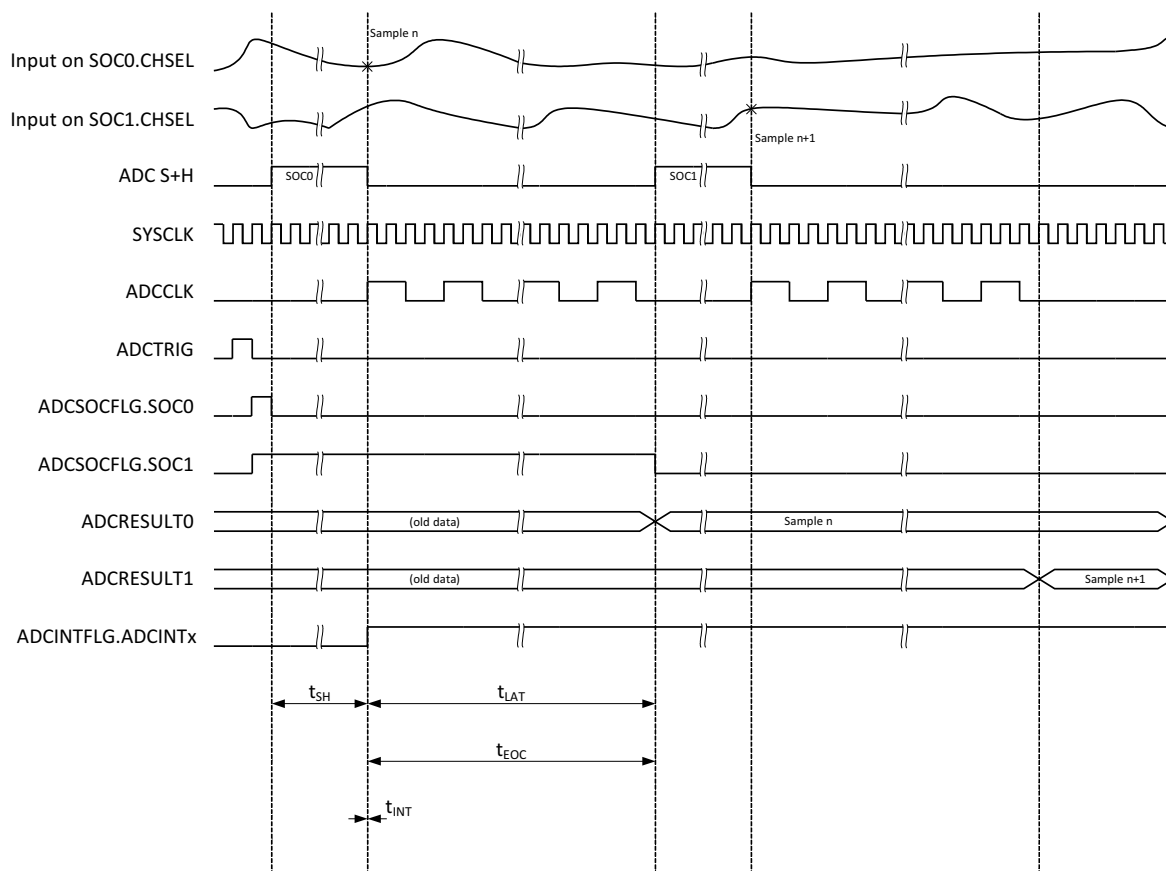 Sample n
Input on SOC0.CHSEL
Input on SOC1.CHSEL
Sample n+1
ADC S+H
SOC0
SOC1
SYSCLK
ADCCLK
ADCTRIG
ADCSOCFLG.SOC0
ADCSOCFLG.SOC1
ADCRESULT0
(old data)
Sample n
ADCRESULT1
(old data)
Sample n+1
ADCINTFLG.ADCINTx
tSH
tLAT
tEOC
tINT